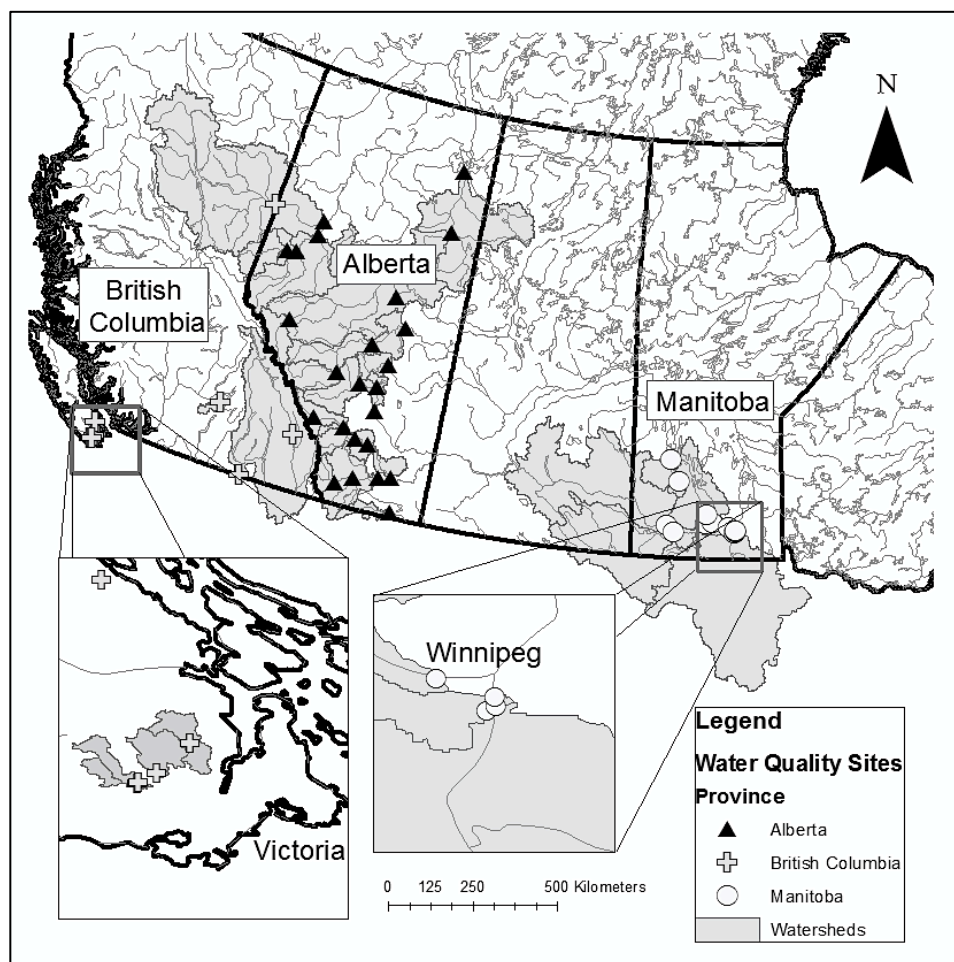 N
Alberta
British
Columbia
Manitoba
Winnipeg
Victoria
Legend
Water Quality Sites
Province
Alberta
British Columbia
Manitoba
Watersheds
0 125 250 500 Kilometers